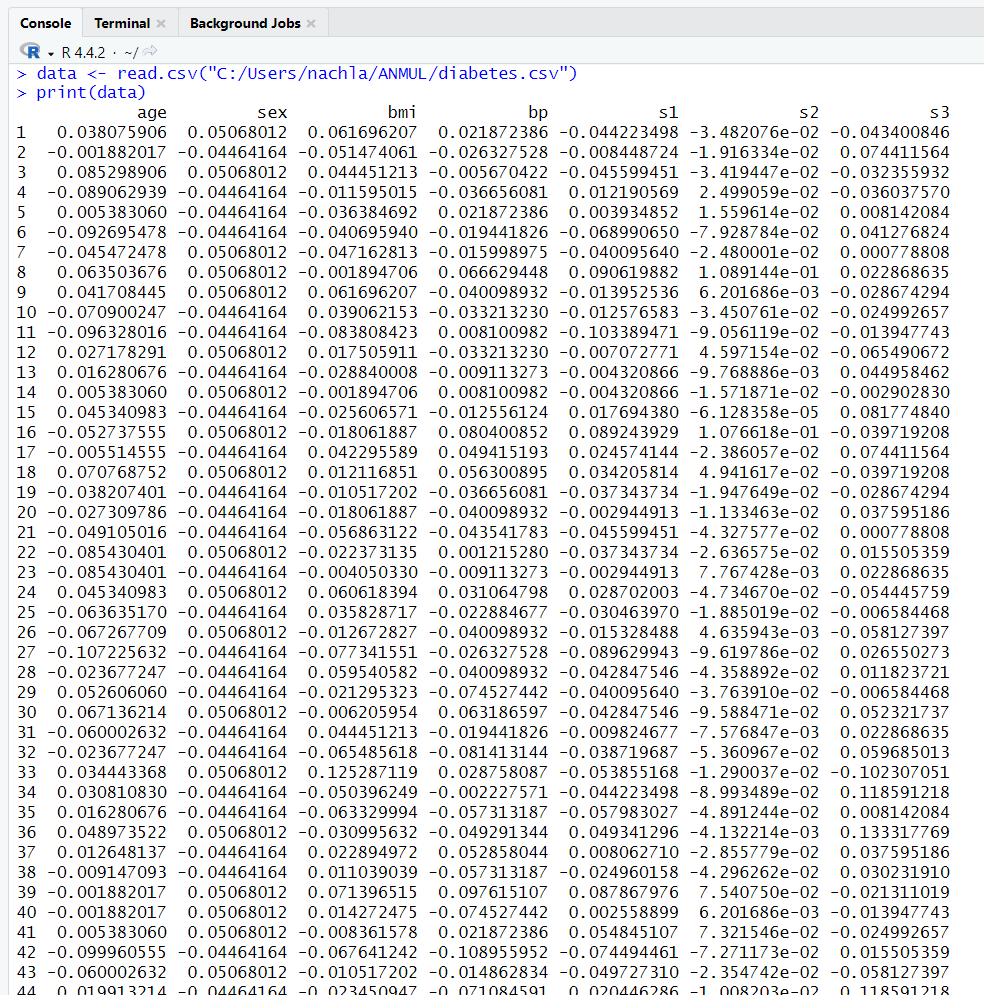 Console Terminal Background Jobs
R 4.4.2 · ~/
> data <- read.csv("C:/Users/nachla/ANMUL/diabetes.csv")
> print(data)
age sex bmi bp s1 s2 s3
1 0.038075906 0.05068012 0.061696207 0.021872386 -0.044223498 -3.482076e-02 -0.043400846
2 -0.001882017 -0.04464164 -0.051474061 -0.026327528 -0.008448724 -1.916334e-02 0.074411564
3 0.085298906 0.05068012 0.044451213 -0.005670422 -0.045599451 -3.419447e-02 -0.032355932
4 -0.089062939 -0.04464164 -0.011595015 -0.036656081 0.012190569 2.499059e-02 -0.036037570
5 0.005383060 -0.04464164 -0.036384692 0.021872386 0.003934852 1.559614e-02 0.008142084
6 -0.092695478 -0.04464164 -0.040695940 -0.019441826 -0.068990650 -7.928784e-02 0.041276824
7 -0.045472478 0.05068012 -0.047162813 -0.015998975 -0.040095640 -2.480001e-02 0.000778808
8 0.063503676 0.05068012 -0.001894706 0.066629448 0.090619882 1.089144e-01 0.022868635
9 0.041708445 0.05068012 0.061696207 -0.040098932 -0.013952536 6.201686e-03 -0.028674294
10 -0.070900247 -0.04464164 0.039062153 -0.033213230 -0.012576583 -3.450761e-02 -0.024992657
11 -0.096328016 -0.04464164 -0.083808423 0.008100982 -0.103389471 -9.056119e-02 -0.013947743
12 0.027178291 0.05068012 0.017505911 -0.033213230 -0.007072771 4.597154e-02 -0.065490672
13 0.016280676 -0.04464164 -0.028840008 -0.009113273 -0.004320866 -9.768886e-03 0.044958462
14 0.005383060 0.05068012 -0.001894706 0.008100982 -0.004320866 -1.571871e-02 -0.002902830
15 0.045340983 -0.04464164 -0.025606571 -0.012556124 0.017694380 -6.128358e-05 0.081774840
16 -0.052737555 0.05068012 -0.018061887 0.080400852 0.089243929 1.076618e-01 -0.039719208
17 -0.005514555 -0.04464164 0.042295589 0.049415193 0.024574144 -2.386057e-02 0.074411564
18 0.070768752 0.05068012 0.012116851 0.056300895 0.034205814 4.941617e-02 -0.039719208
19 -0.038207401 -0.04464164 -0.010517202 -0.036656081 -0.037343734 -1.947649e-02 -0.028674294
20 -0.027309786 -0.04464164 -0.018061887 -0.040098932 -0.002944913 -1.133463e-02 0.037595186
21 -0.049105016 -0.04464164 -0.056863122 -0.043541783 -0.045599451 -4.327577e-02 0.000778808
22 -0.085430401 0.05068012 -0.022373135 0.001215280 -0.037343734 -2.636575e-02 0.015505359
23 -0.085430401 -0.04464164 -0.004050330 -0.009113273 -0.002944913 7.767428e-03 0.022868635
24 0.045340983 0.05068012 0.060618394 0.031064798 0.028702003 -4.734670e-02 -0.054445759
25 -0.063635170 -0.04464164 0.035828717 -0.022884677 -0.030463970 -1.885019e-02 -0.006584468
26 -0.067267709 0.05068012 -0.012672827 -0.040098932 -0.015328488 4.635943e-03 -0.058127397
27 -0.107225632 -0.04464164 -0.077341551 -0.026327528 -0.089629943 -9.619786e-02 0.026550273
28 -0.023677247 -0.04464164 0.059540582 -0.040098932 -0.042847546 -4.358892e-02 0.011823721
29 0.052606060 -0.04464164 -0.021295323 -0.074527442 -0.040095640 -3.763910e-02 -0.006584468
30 0.067136214 0.05068012 -0.006205954 0.063186597 -0.042847546 -9.588471e-02 0.052321737
31 -0.060002632 -0.04464164 0.044451213 -0.019441826 -0.009824677 -7.576847e-03 0.022868635
32 -0.023677247 -0.04464164 -0.065485618 -0.081413144 -0.038719687 -5.360967e-02 0.059685013
33 0.034443368 0.05068012 0.125287119 0.028758087 -0.053855168 -1.290037e-02 -0.102307051
34 0.030810830 -0.04464164 -0.050396249 -0.002227571 -0.044223498 -8.993489e-02 0.118591218
35 0.016280676 -0.04464164 -0.063329994 -0.057313187 -0.057983027 -4.891244e-02 0.008142084
36 0.048973522 0.05068012 -0.030995632 -0.049291344 0.049341296 -4.132214e-03 0.133317769
37 0.012648137 -0.04464164 0.022894972 0.052858044 0.008062710 -2.855779e-02 0.037595186
38 -0.009147093 -0.04464164 0.011039039 -0.057313187 -0.024960158 -4.296262e-02 0.030231910
39 -0.001882017 0.05068012 0.071396515 0.097615107 0.087867976 7.540750e-02 -0.021311019
40 -0.001882017 0.05068012 0.014272475 -0.074527442 0.002558899 6.201686e-03 -0.013947743
41 0.005383060 0.05068012 -0.008361578 0.021872386 0.054845107 7.321546e-02 -0.024992657
42 -0.099960555 -0.04464164 -0.067641242 -0.108955952 -0.074494461 -7.271173e-02 0.015505359
43 -0.060002632 0.05068012 -0.010517202 -0.014862834 -0.049727310 -2.354742e-02 -0.058127397
44 0.019913214 -0.04464164 -0.023450947 -0.071084591 0.020446286 -1.008203e-02 0.118591218